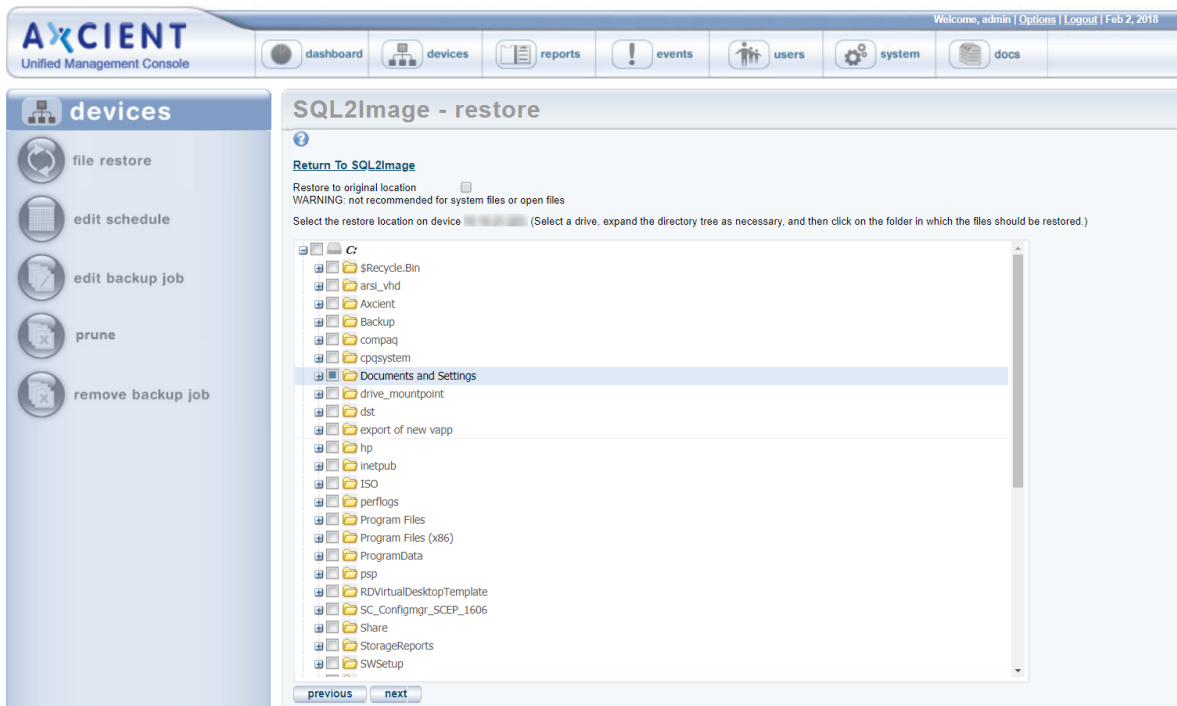 Welcome, admin | Options | Logout | Feb 2, 2018
AXCIENT
Unified Management Console
dashboard devices reports events users system docs
devices
file restore
edit schedule
edit backup job
prune
remove backup job
SQL2Image - restore
?
Return To SQL2Image
Restore to original location
WARNING: not recommended for system files or open files
Select the restore location on device (Select a drive, expand the directory tree as necessary, and then click on the folder in which the files should be restored.)
C:
$Recycle.Bin
arsi_vhd
Axcient
Backup
compaq
cpqsystem
Documents and Settings
drive_mountpoint
dst
export of new vapp
hp
inetpub
ISO
perflogs
Program Files
Program Files (x86)
ProgramData
psp
RDVirtualDesktopTemplate
SC_Configmgr_SCEP_1606
Share
StorageReports
SWSetup
previous next